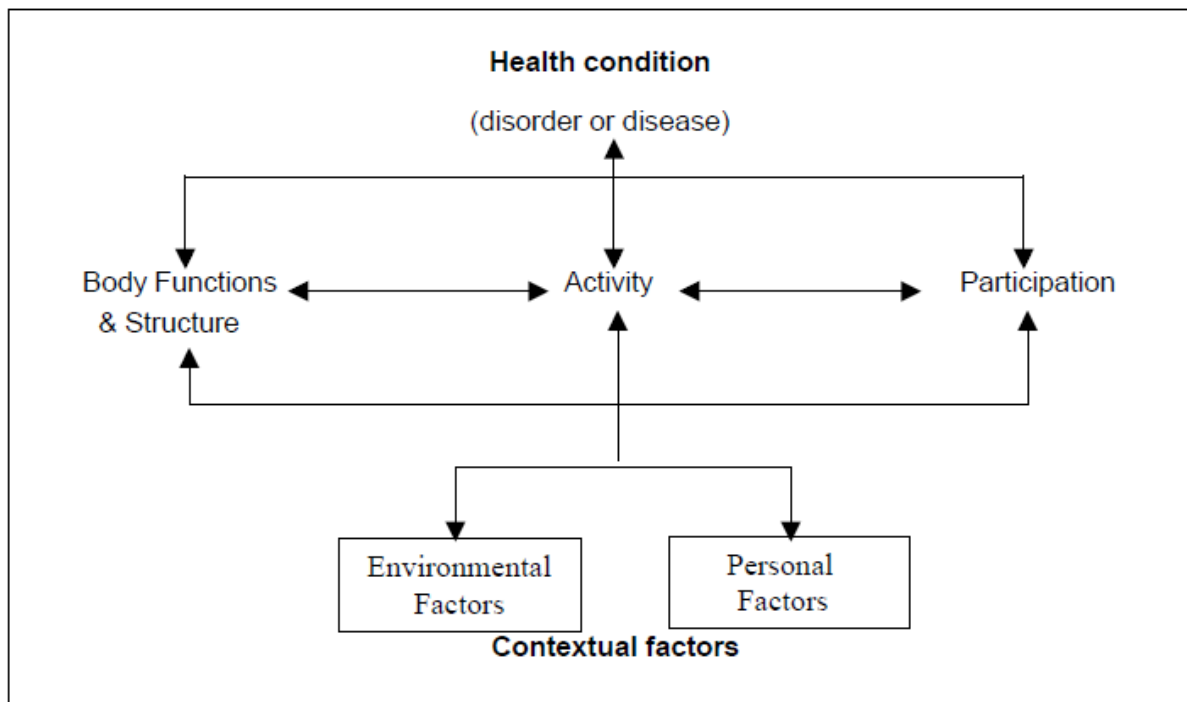 Health condition
(disorder or disease)
Body Functions
& Structure
Activity
Participation
Environmental
Factors
Personal
Factors
Contextual factors